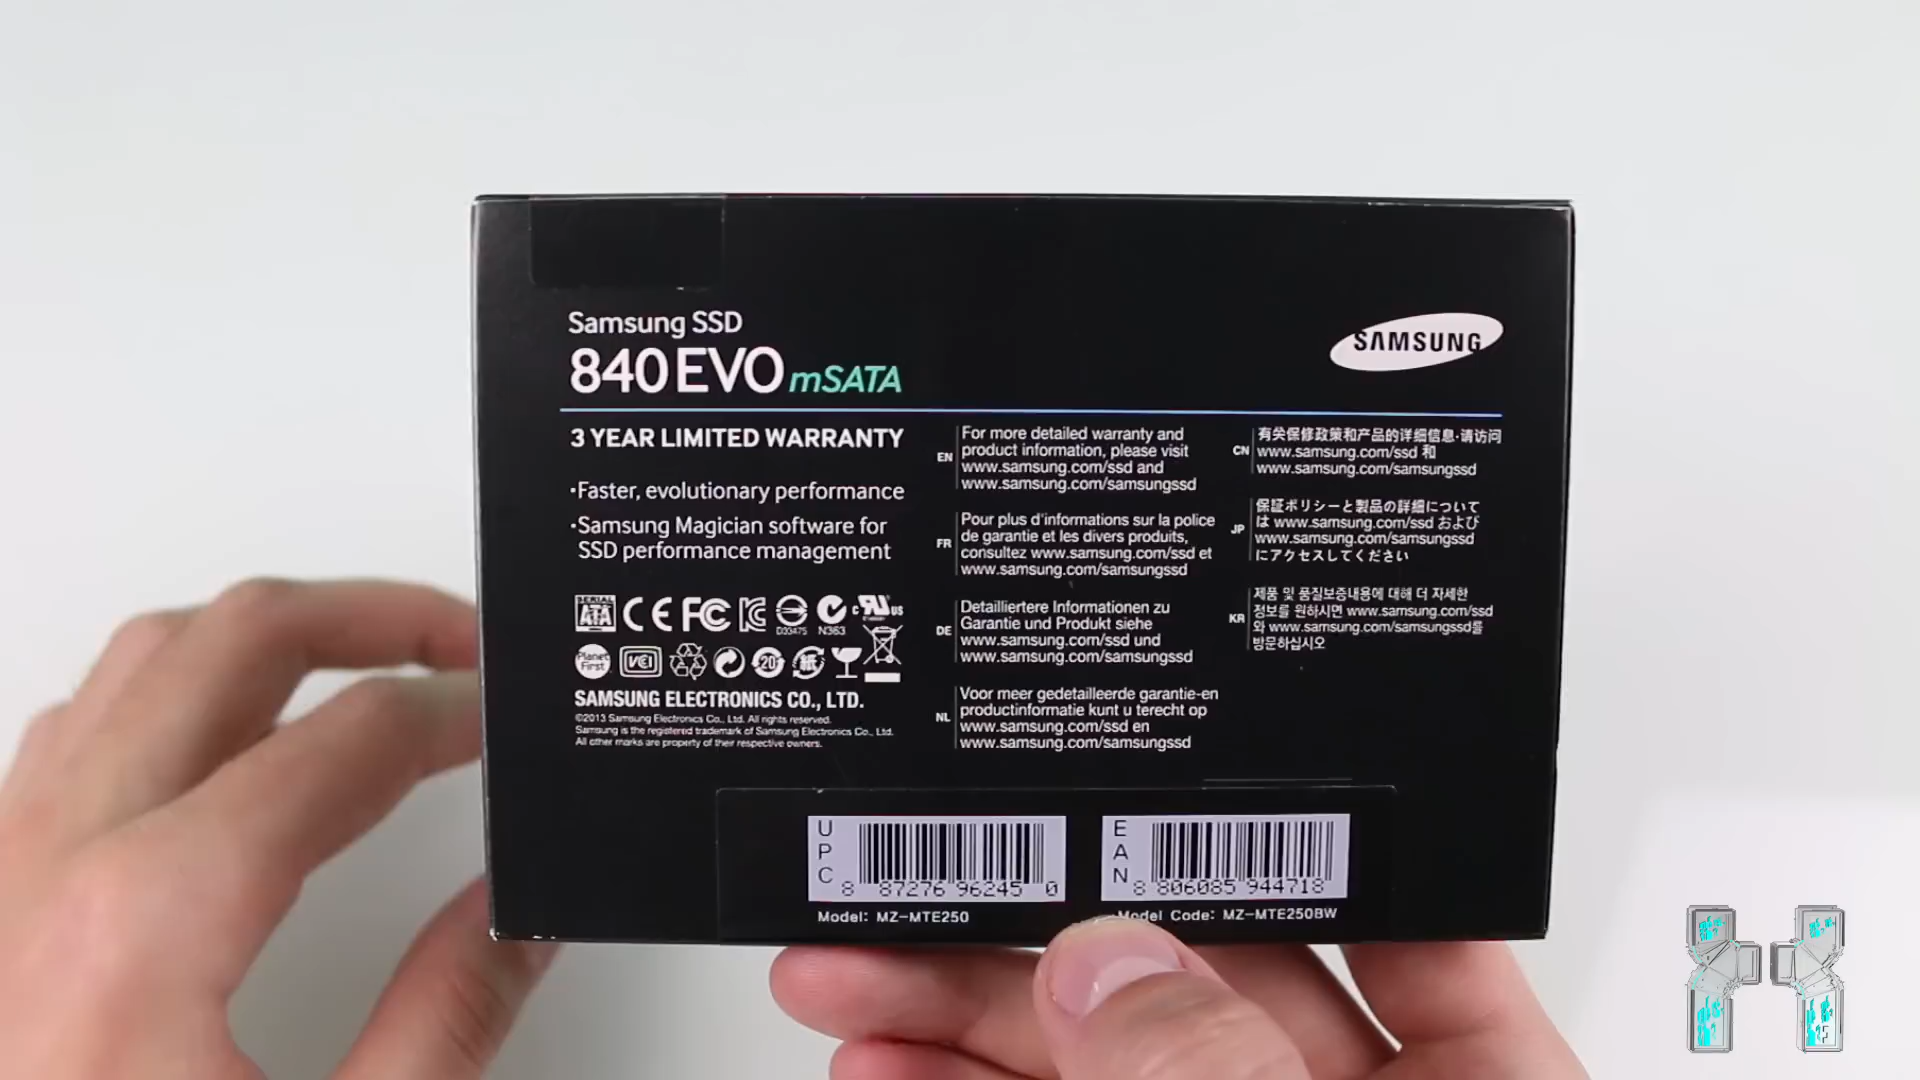 Samsung SSD
840 EVO mSATA
SAMSUNG
3 YEAR LIMITED WARRANTY
·Faster, evolutionary performance
·Samsung Magician software for
SSD performance management
SERIAL
ATA
CE FC
D33475
N363
c UL US
Planet
First
VCI
20
紙
SAMSUNG ELECTRONICS CO., LTD.
©2013 Samsung Electronics Co., Ltd. All rights reserved.
Samsung is the registered trademark of Samsung Electronics Co., Ltd.
All other marks are property of their respective owners.
EN
For more detailed warranty and
product information, please visit
www.samsung.com/ssd and
www.samsung.com/samsungssd
FR
Pour plus d'informations sur la police
de garantie et les divers produits,
consultez www.samsung.com/ssd et
www.samsung.com/samsungssd
DE
Detailliertere Informationen zu
Garantie und Produkt siehe
www.samsung.com/ssd und
www.samsung.com/samsungssd
NL
Voor meer gedetailleerde garantie-en
productinformatie kunt u terecht op
www.samsung.com/ssd en
www.samsung.com/samsungssd
CN
有关保修政策和产品的详细信息·请访问
www.samsung.com/ssd 和
www.samsung.com/samsungssd
JP
保証ポリシーと製品の詳細について
は www.samsung.com/ssd および
www.samsung.com/samsungssd
にアクセスしてください
KR
제품 및 품질보증내용에 대해 더 자세한
정보를 원하시면 www.samsung.com/ssd
와 www.samsung.com/samsungssd를
방문하십시오
UPC
8 87276 96245 0
Model: MZ-MTE250
EAN
8 806085 944718
Model Code: MZ-MTE250BW